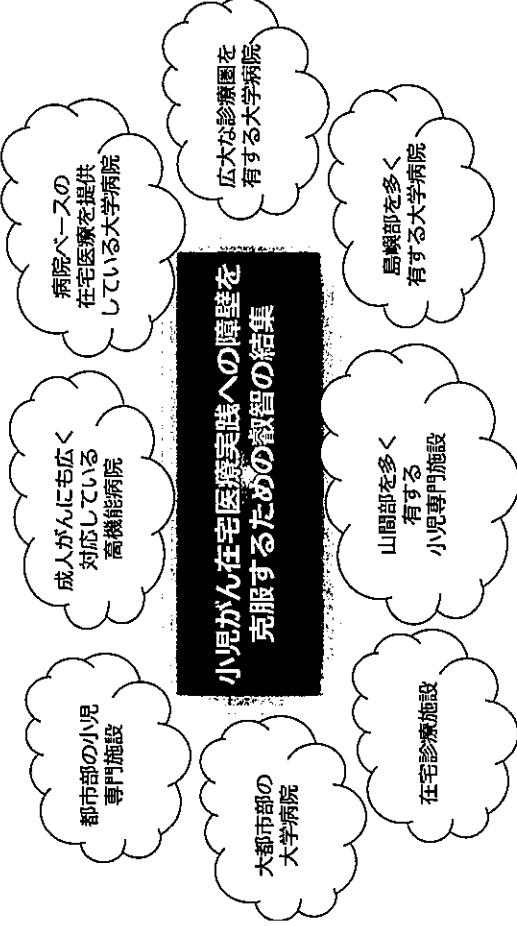 都市部の小児
専門施設
成人がんにも広く
対応している
高機能病院
病院ベースの
在宅医療を提供
している大学病院
大都市部の
大学病院
小児がん在宅医療実践への障壁を
克服するための叡智の結集
広大な診療圏を
有する大学病院
在宅診療施設
山間部を多く
有する
小児専門施設
島嶼部を多く
有する大学病院